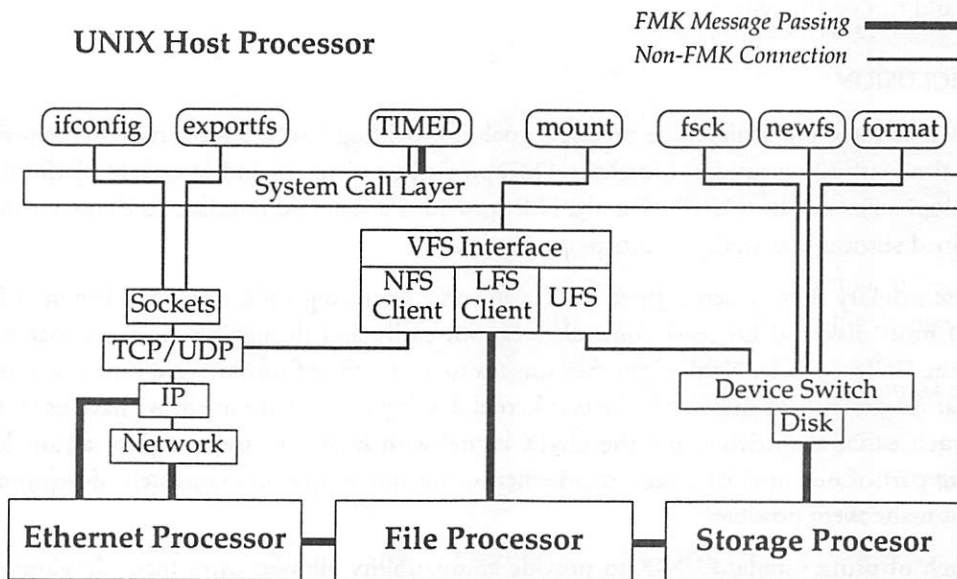 FMK Message Passing
Non-FMK Connection
UNIX Host Processor
ifconfig
exportfs
TIMED
mount
fsck
newfs
format
System Call Layer
VFS Interface
NFS
Client
LFS
Client
UFS
Sockets
TCP/UDP
IP
Network
Device Switch
Disk
Ethernet Processor
File Processor
Storage Procesor